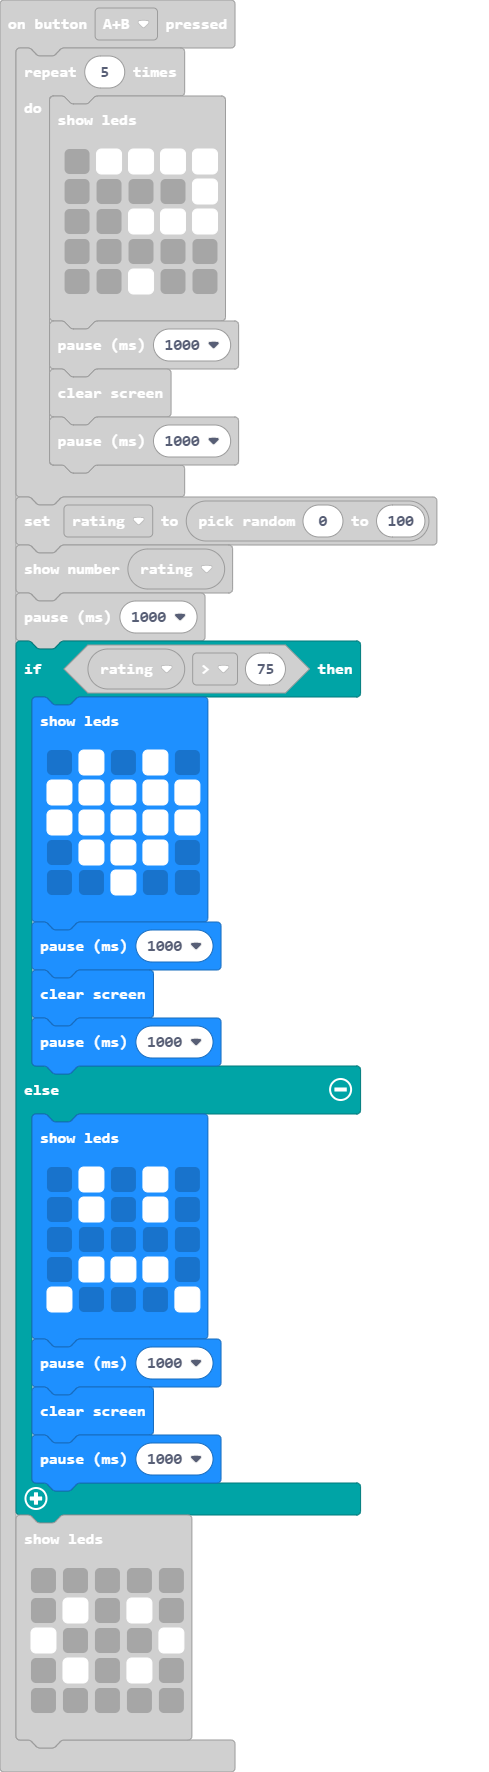 on button A+B pressed
repeat 5 times
do
show leds
pause (ms) 1000
clear screen
pause (ms) 1000
set rating to pick random 0 to 100
show number rating
pause (ms) 1000
if rating > 75 then
show leds
pause (ms) 1000
clear screen
pause (ms) 1000
else
show leds
pause (ms) 1000
clear screen
pause (ms) 1000
show leds